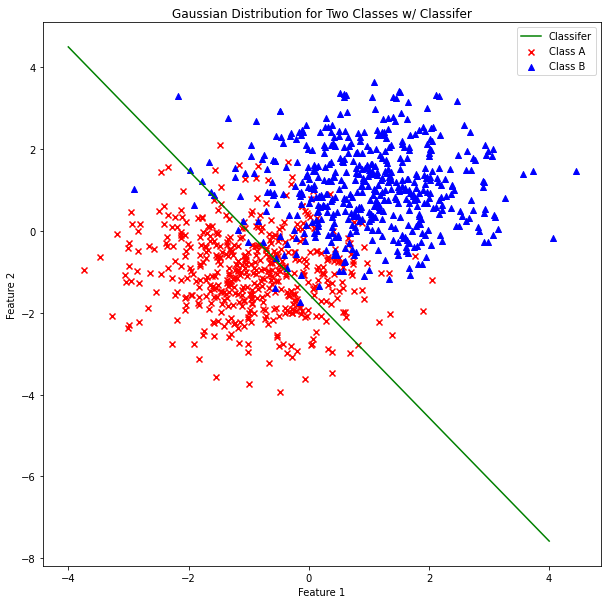 Gaussian Distribution for Two Classes w/ Classifer
Classifer
Class A
Class B
4
2
0
−2
−4
−6
−8
Feature 2
−4
−2
0
2
4
Feature 1